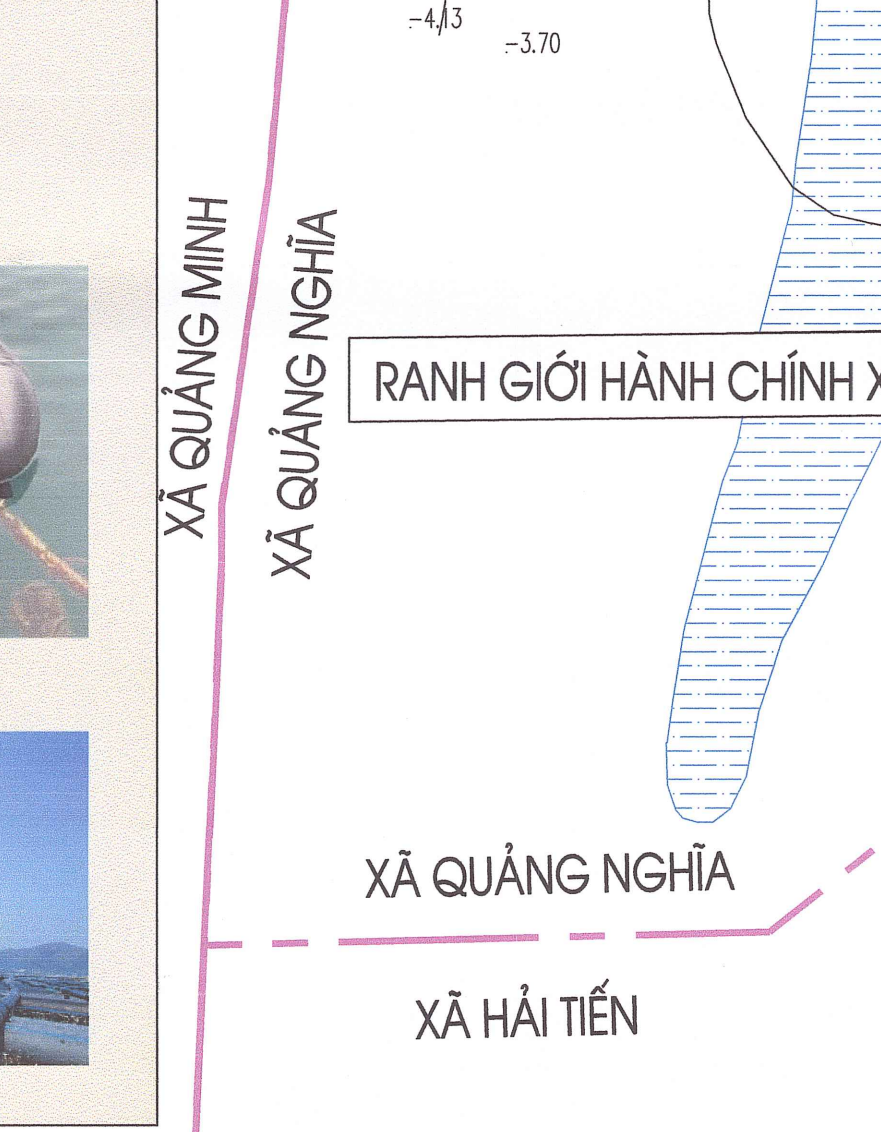 -4.13
-3.70
XÃ QUẢNG MINH
XÃ QUẢNG NGHĨA
RANH GIỚI HÀNH CHÍNH X
XÃ QUẢNG NGHĨA
XÃ HẢI TIẾN